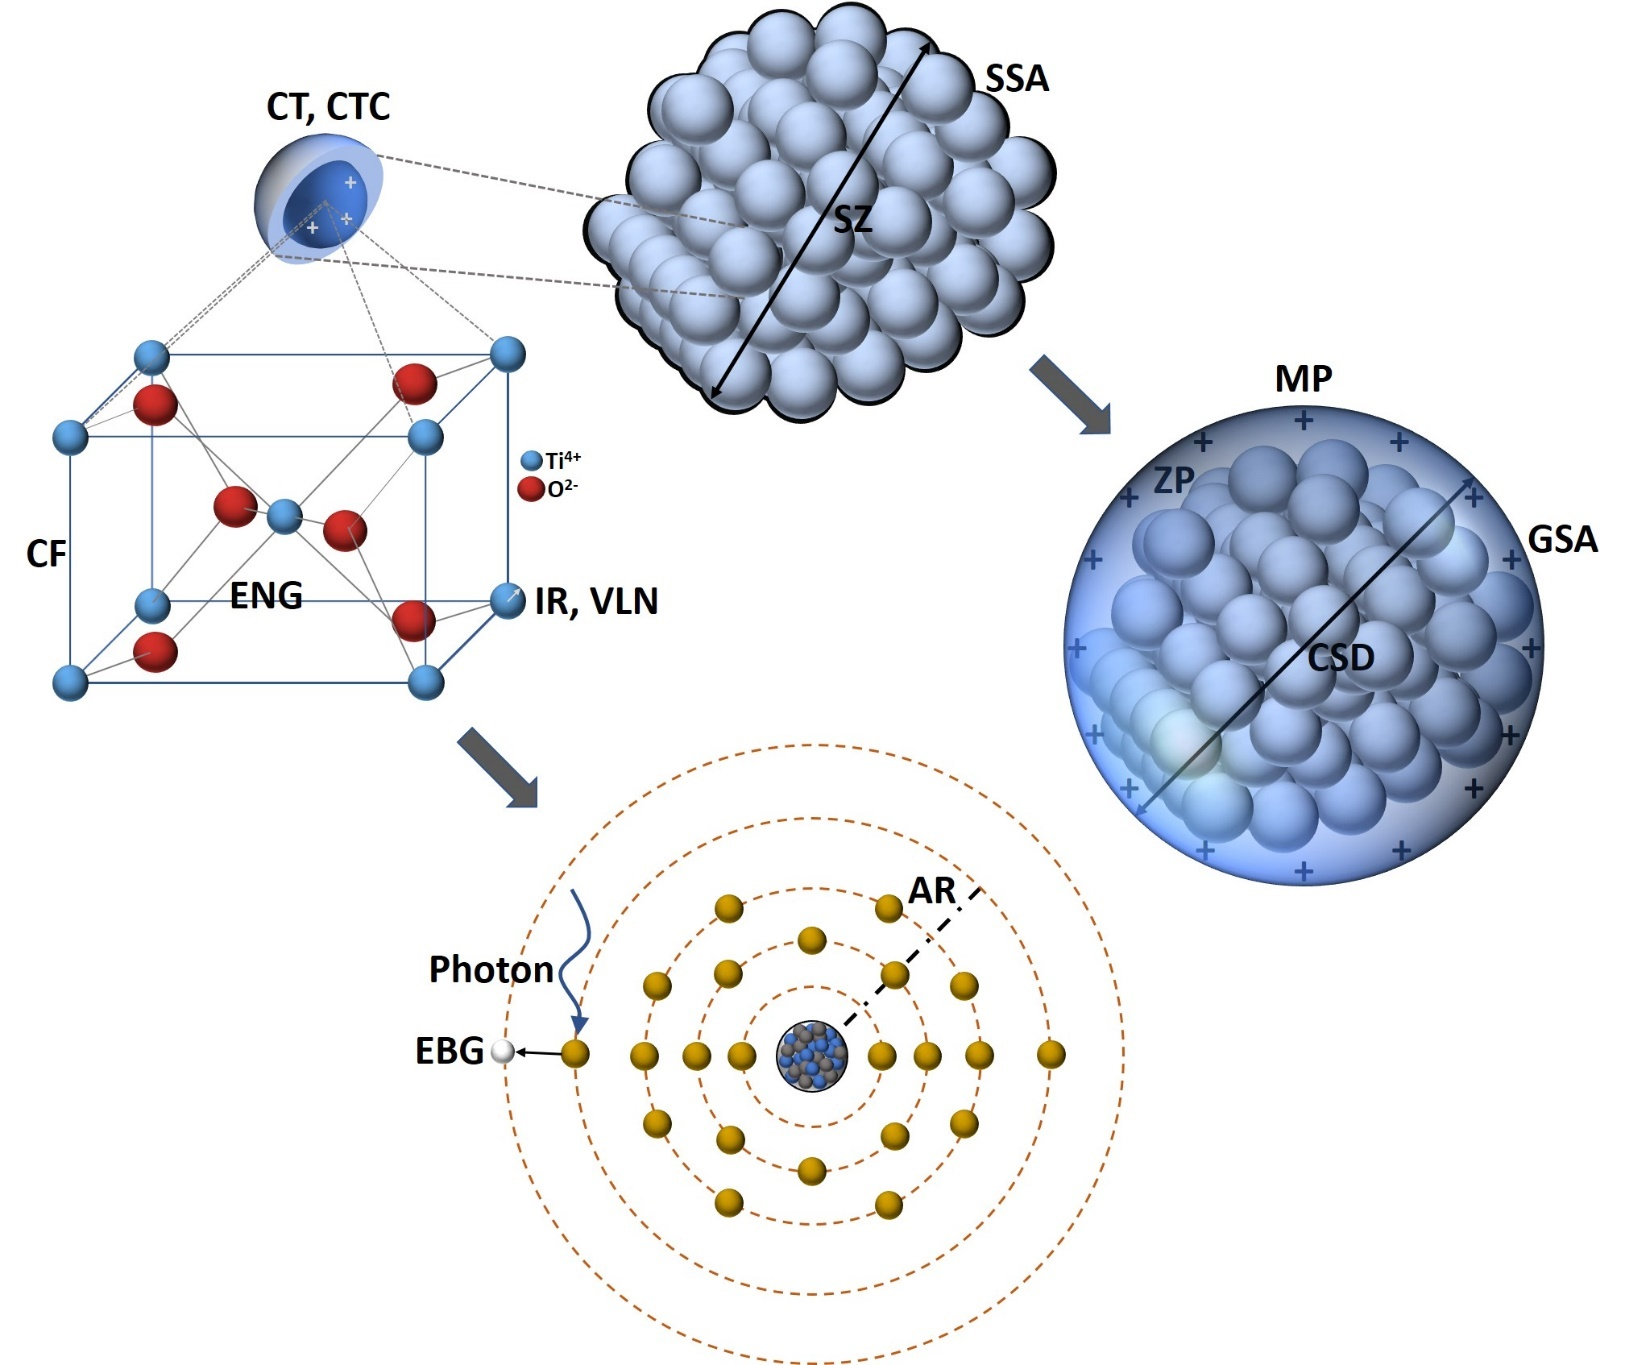 CT, CTC
SSA
SZ
MP
ZP
GSA
CSD
Ti4+
O2-
CF
ENG
IR, VLN
AR
Photon
EBG